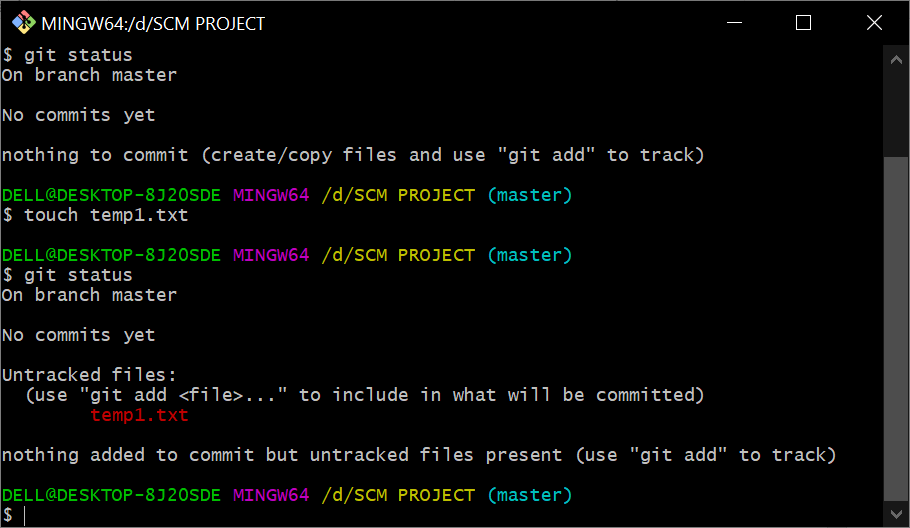 MINGW64:/d/SCM PROJECT
$ git status
On branch master
No commits yet
nothing to commit (create/copy files and use "git add" to track)
DELL@DESKTOP-8J2OSDE MINGW64 /d/SCM PROJECT (master)
$ touch temp1.txt
DELL@DESKTOP-8J2OSDE MINGW64 /d/SCM PROJECT (master)
$ git status
On branch master
No commits yet
Untracked files:
(use "git add <file>..." to include in what will be committed)
temp1.txt
nothing added to commit but untracked files present (use "git add" to track)
DELL@DESKTOP-8J2OSDE MINGW64 /d/SCM PROJECT (master)
$